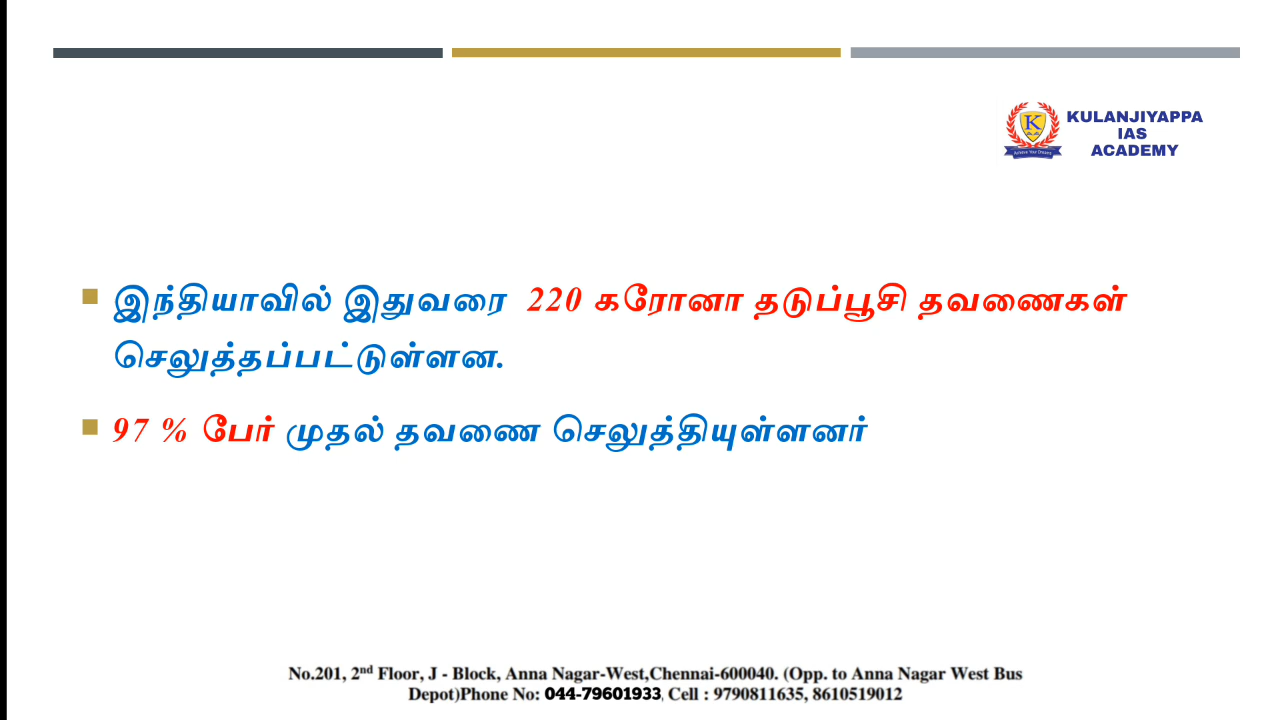 KULANJIYAPPA
IAS
ACADEMY
இந்தியாவில் இதுவரை 220 கரோனா தடுப்பூசி தவணைகள்
செலுத்தப்பட்டுள்ளன.
97 % பேர் முதல் தவணை செலுத்தியுள்ளனர்
No.201, 2nd Floor, J - Block, Anna Nagar-West,Chennai-600040. (Opp. to Anna Nagar West Bus
Depot)Phone No: 044-79601933, Cell : 9790811635, 8610519012